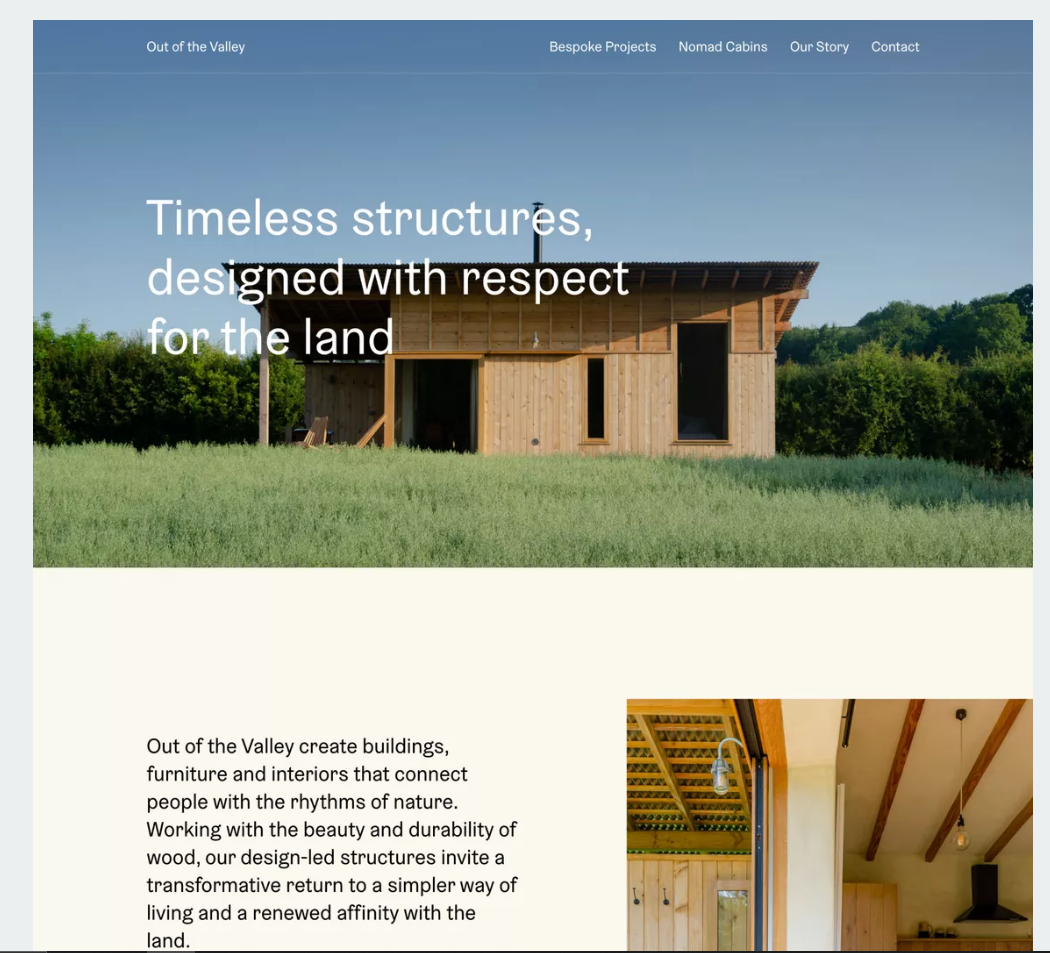 Out of the Valley
Bespoke Projects Nomad Cabins Our Story Contact
Timeless structures,
designed with respect
for the land
Out of the Valley create buildings,
furniture and interiors that connect
people with the rhythms of nature.
Working with the beauty and durability of
wood, our design-led structures invite a
transformative return to a simpler way of
living and a renewed affinity with the
land.